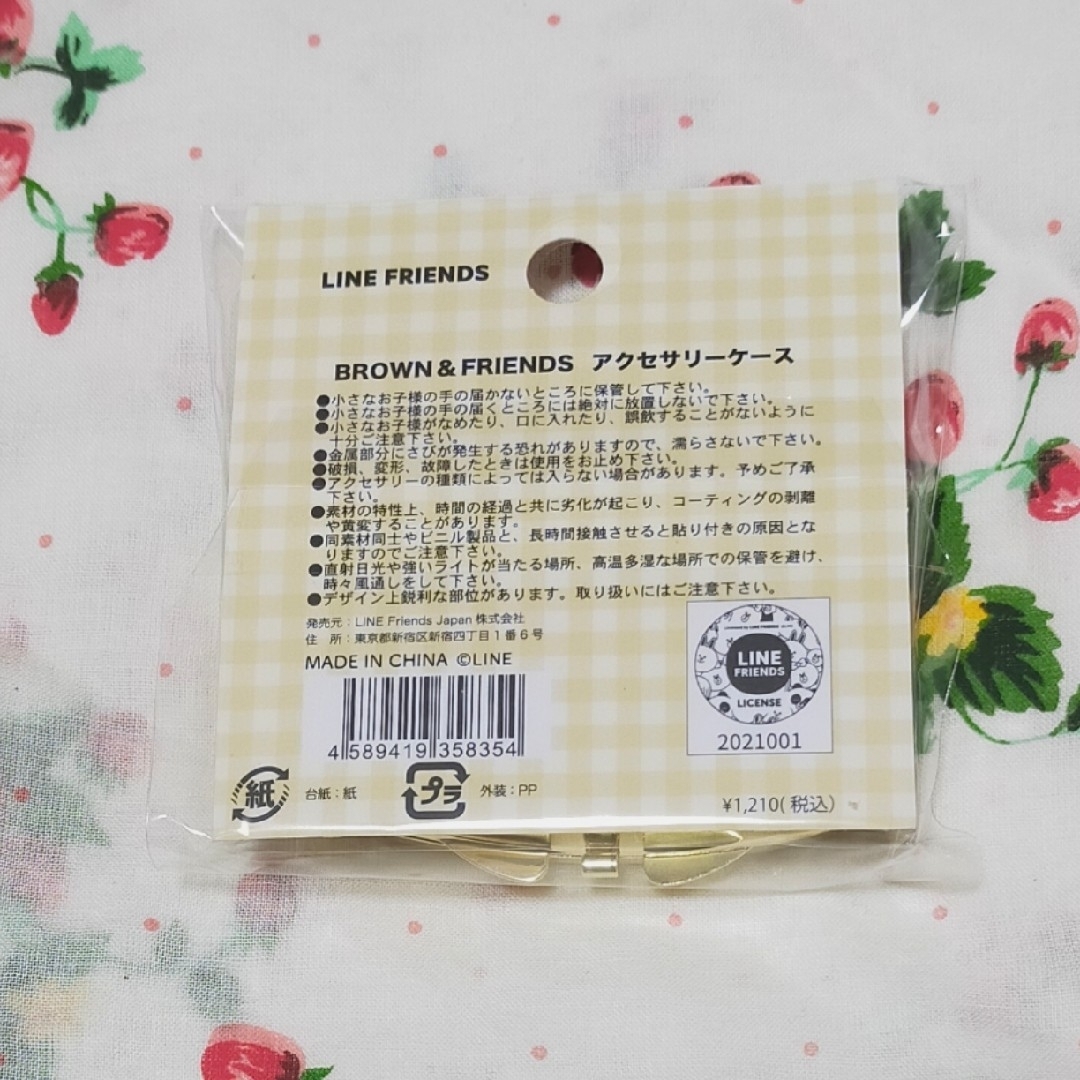 LINE FRIENDS
BROWN & FRIENDS アクセサリーケース
●小さなお子様の手の届かないところに保管して下さい。
●小さなお子様の手の届くところには絶対に放置しないで下さい。
●小さなお子様がなめたり、口に入れたり、誤飲することがないように
十分ご注意下さい。
●金属部分にさびが発生する恐れがありますので、濡らさないで下さい。
●破損、変形、故障したときは使用をお止め下さい。
●アクセサリーの種類によっては入らない場合があります。予めご了承
下さい。
●素材の特性上、時間の経過と共に劣化が起こり、コーティングの剥離
や黄変することがあります。
●同素材同士やビニル製品と、長時間接触させると貼り付きの原因とな
りますのでご注意下さい。
●直射日光や強いライトが当たる場所、高温多湿な場所での保管を避け、
時々風通しをして下さい。
●デザイン上鋭利な部位があります。取り扱いにはご注意下さい。
発売元：LINE Friends Japan 株式会社
住 所：東京都新宿区新宿四丁目1番6号
MADE IN CHINA ©LINE
LINE
FRIENDS
LICENSE
2021001
4 589419 358354
紙
台紙：紙
プラ
外装：PP
¥1,210(税込)